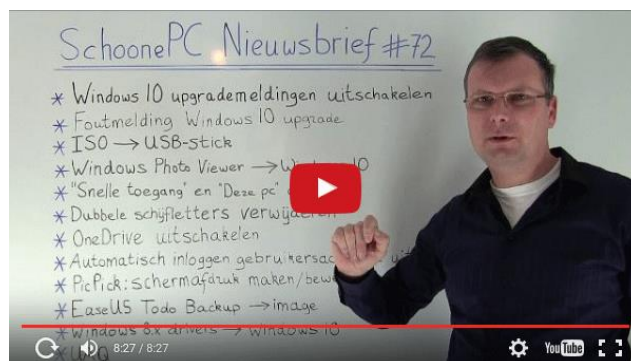 SchoonePC Nieuwsbrief #72
* Windows 10 upgrademeldingen uitschakelen
* Foutmelding Windows 10 upgrade
* ISO → USB-stick
* Windows Photo Viewer → Windows 10
* "Snelle toegang" en "Deze pc"
* Dubbele schijfletters verwijderen
* OneDrive uitschakelen
* Automatisch inloggen
* PicPick: schermafdruk maken/
* EaseUS Todo Backup → image
* Windows 8.x drivers → windows 10
8:27 / 8:27
YouTube